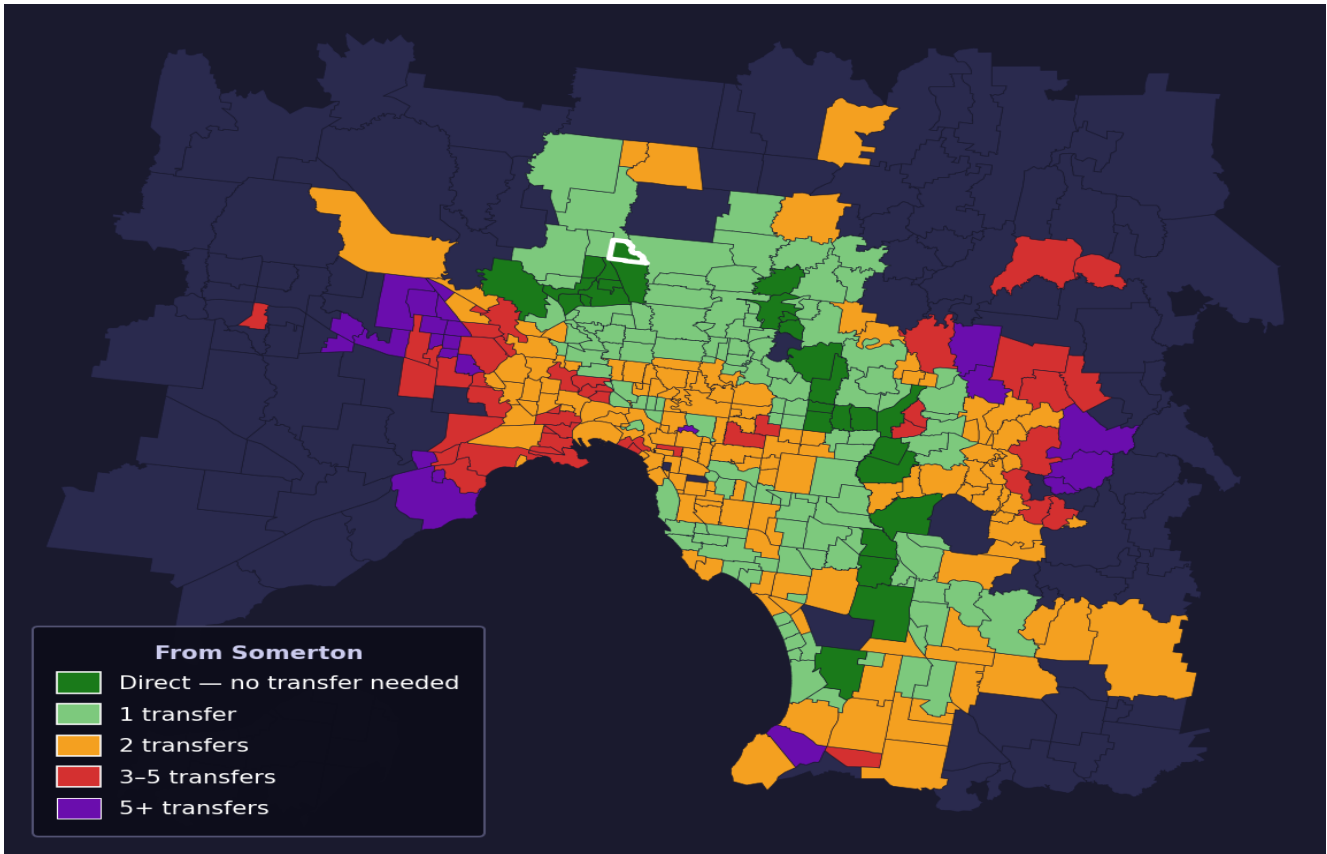 From Somerton
Direct — no transfer needed
1 transfer
2 transfers
3–5 transfers
5+ transfers